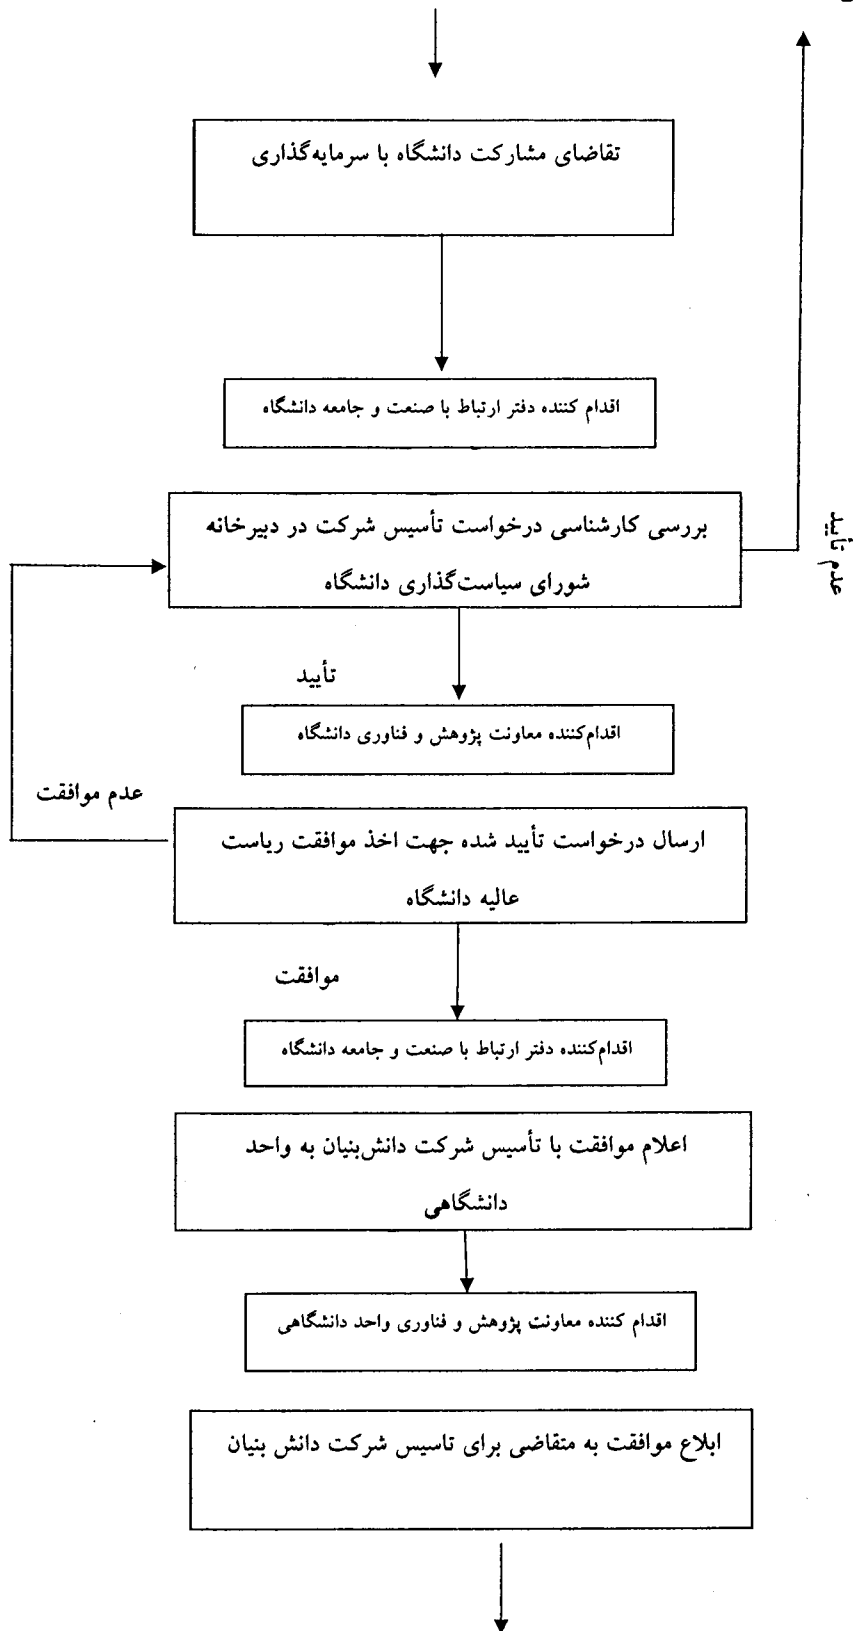 تقاضای مشارکت دانشگاه با سرمایه‌گذاری
اقدام کننده دفتر ارتباط با صنعت و جامعه دانشگاه
بررسی کارشناسی درخواست تأسیس شرکت در دبیرخانه
شورای سیاست‌گذاری دانشگاه
عدم تأیید
تأیید
اقدام‌کننده معاونت پژوهش و فناوری دانشگاه
عدم موافقت
ارسال درخواست تأیید شده جهت اخذ موافقت ریاست
عالیه دانشگاه
موافقت
اقدام‌کننده دفتر ارتباط با صنعت و جامعه دانشگاه
اعلام موافقت با تأسیس شرکت دانش‌بنیان به واحد
دانشگاهی
اقدام کننده معاونت پژوهش و فناوری واحد دانشگاهی
ابلاع موافقت به متقاضی برای تاسیس شرکت دانش بنیان